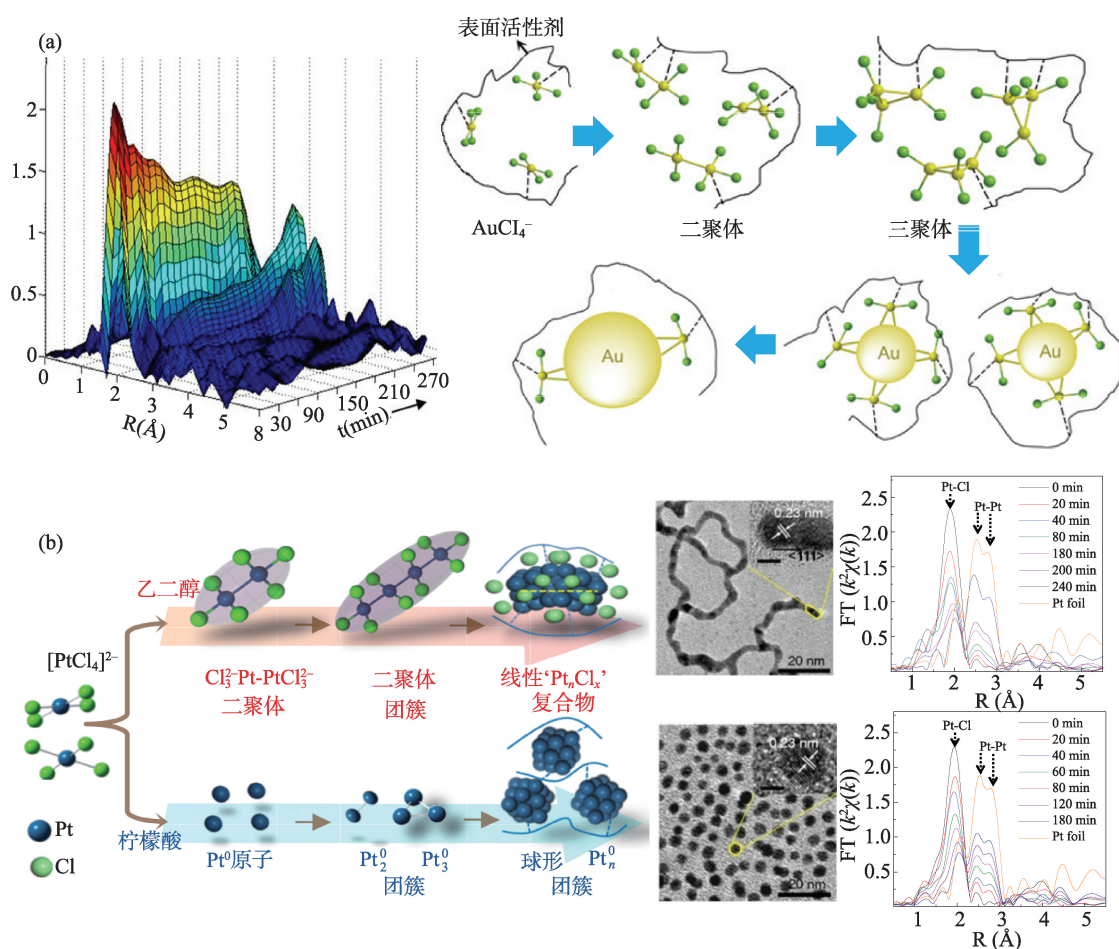 (a)
2
1.5
1
0.5
0
0
1
2
3
4
5
8
30
90
150
210
270
R(Å)
t(min)
表面活性剂
AuCl₄⁻
二聚体
三聚体
Au
Au
Au
(b)
乙二醇
[PtCl₄]²⁻
Cl₃²⁻Pt-PtCl₃²⁻
二聚体
二聚体
团簇
线性‘PtₙClₓ’
复合物
Pt
Cl
柠檬酸
Pt⁰原子
Pt₂⁰ Pt₃⁰
团簇
球形 Ptₙ⁰
团簇
0.23 nm
<111>
20 nm
0.23 nm
20 nm
FT (k²χ(k))
2.5
2.0
1.5
1.0
0.5
1 2 3 4 5
R (Å)
Pt-Cl
Pt-Pt
0 min
20 min
40 min
80 min
180 min
200 min
240 min
Pt foil
FT (k²χ(k))
2.5
2.0
1.5
1.0
0.5
1 2 3 4 5
R (Å)
Pt-Cl
Pt-Pt
0 min
20 min
40 min
60 min
80 min
120 min
180 min
Pt foil